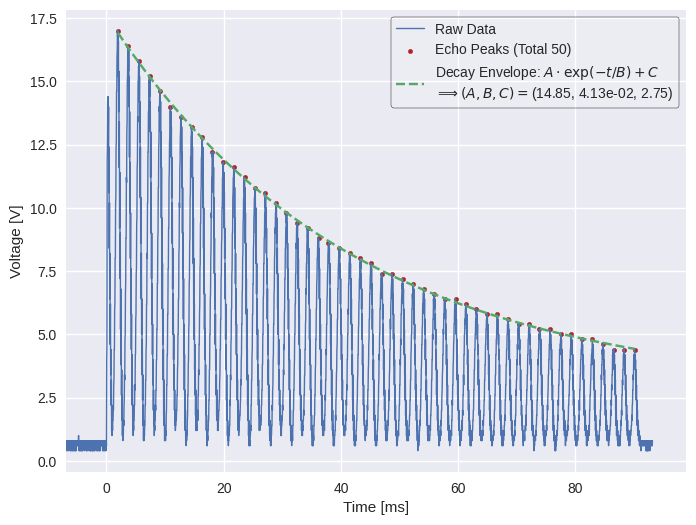 17.5
15.0
12.5
10.0
7.5
5.0
2.5
0.0
Voltage [V]
Raw Data
Echo Peaks (Total 50)
Decay Envelope: A · exp(−t/B) + C
⟹ (A, B, C) = (14.85, 4.13e-02, 2.75)
0 20 40 60 80
Time [ms]